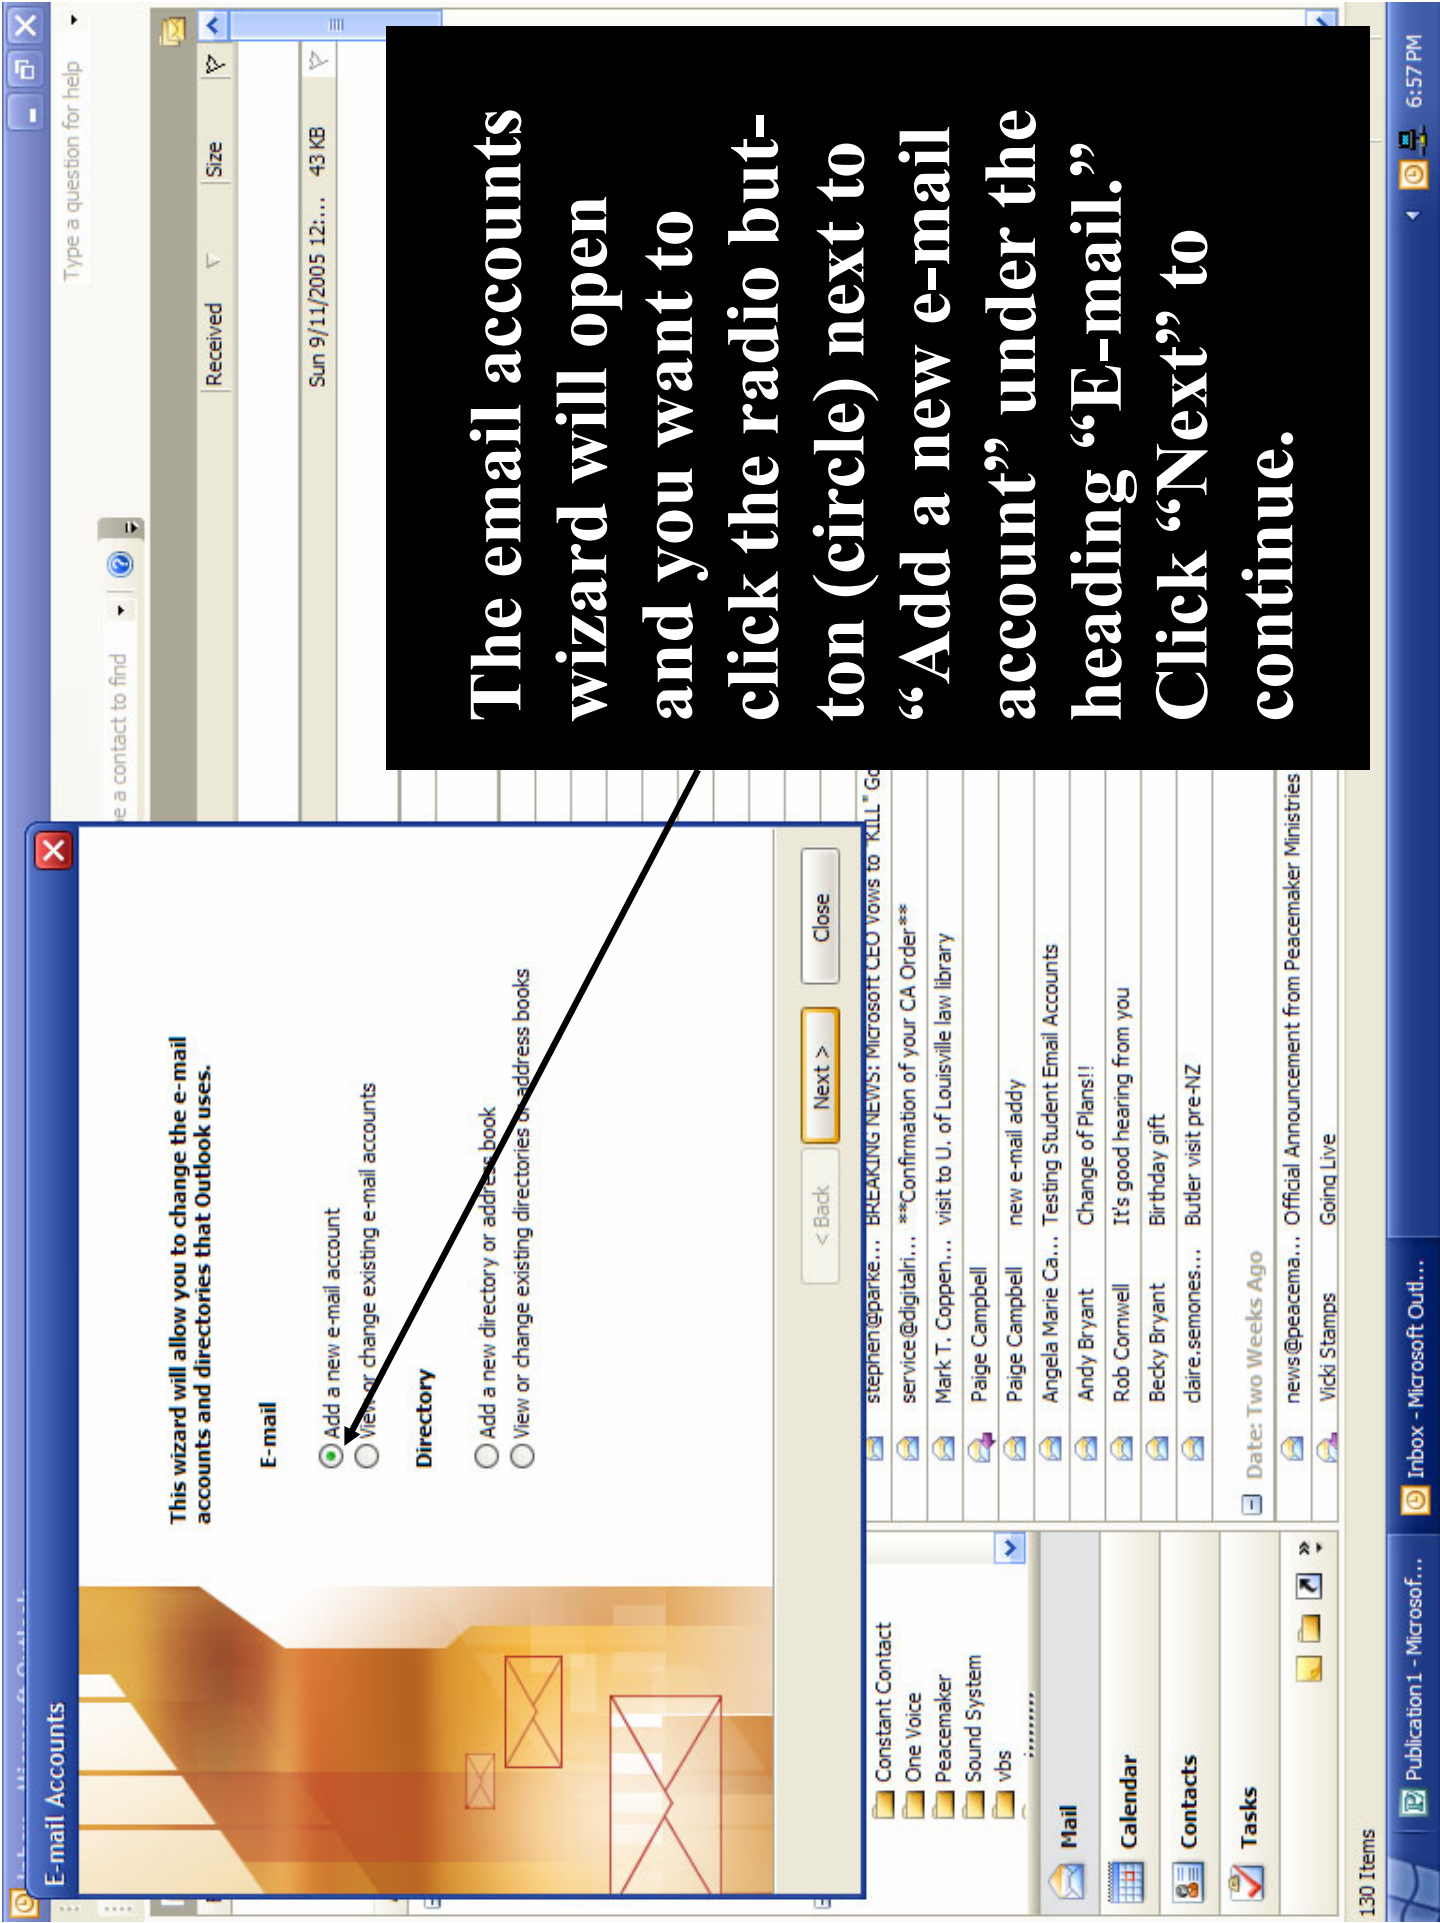 Type a question for help
e a contact to find
E-mail Accounts
This wizard will allow you to change the e-mail
accounts and directories that Outlook uses.
E-mail
Add a new e-mail account
View or change existing e-mail accounts
Directory
Add a new directory or address book
View or change existing directories or address books
< Back
Next >
Close
Received
Size
Sun 9/11/2005 12:...
43 KB
The email accounts
wizard will open
and you want to
click the radio but-
ton (circle) next to
“Add a new e-mail
account” under the
heading “E-mail.”
Click “Next” to
continue.
stephen@parke... BREAKING NEWS: Microsoft CEO Vows to "KILL" Go
service@digitalri... **Confirmation of your CA Order**
Mark T. Coppen... visit to U. of Louisville law library
Paige Campbell
Paige Campbell new e-mail addy
Angela Marie Ca... Testing Student Email Accounts
Andy Bryant Change of Plans!!
Rob Cornwell It's good hearing from you
Becky Bryant Birthday gift
claire.semones... Butler visit pre-NZ
Date: Two Weeks Ago
news@peacema... Official Announcement from Peacemaker Ministries
Vicki Stamps Going Live
Constant Contact
One Voice
Peacemaker
Sound System
vbs
Mail
Calendar
Contacts
Tasks
130 Items
Publication1 - Microsof...
Inbox - Microsoft Outl...
6:57 PM